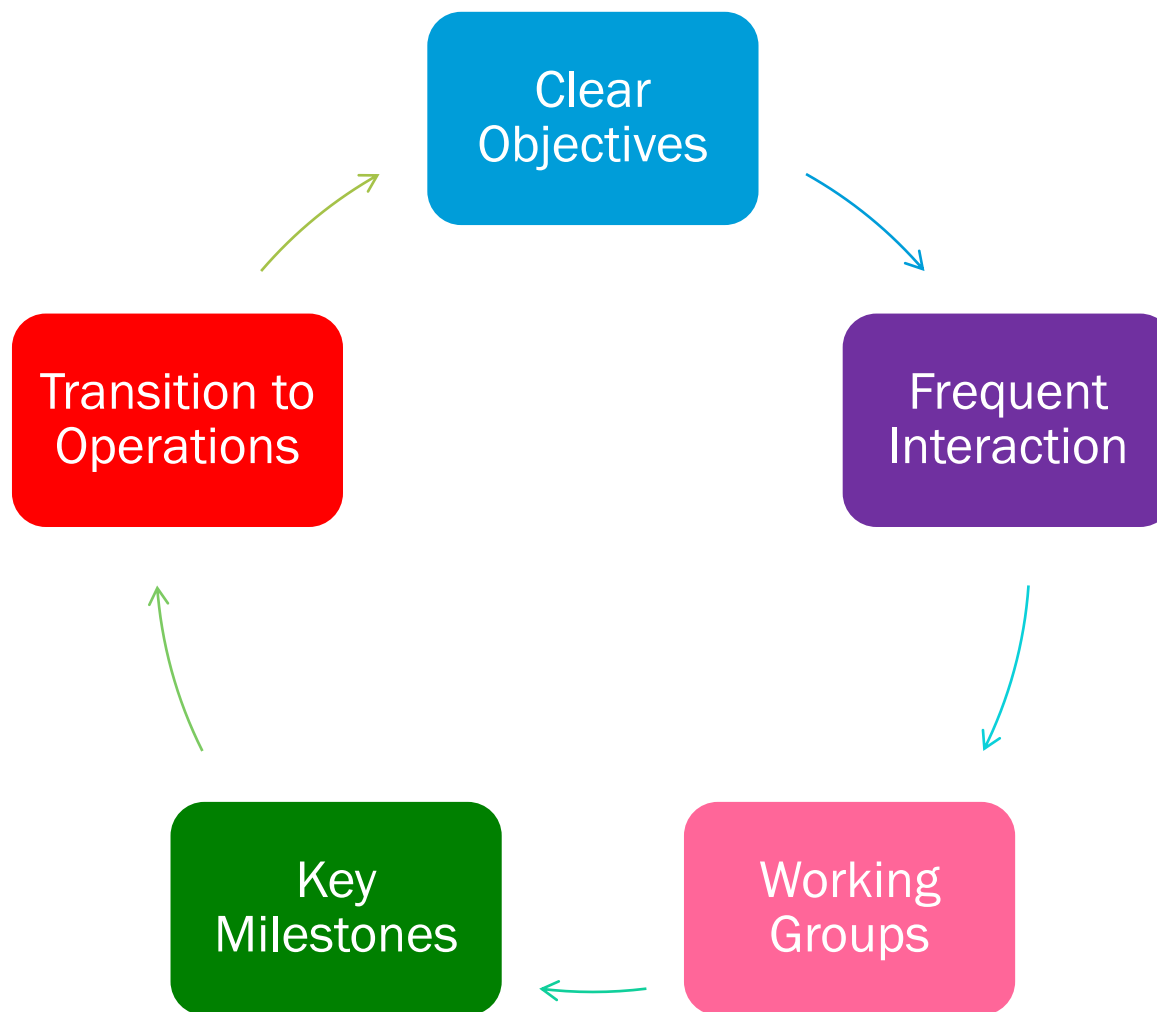 Clear
Objectives
Frequent
Interaction
Working
Groups
Key
Milestones
Transition to
Operations